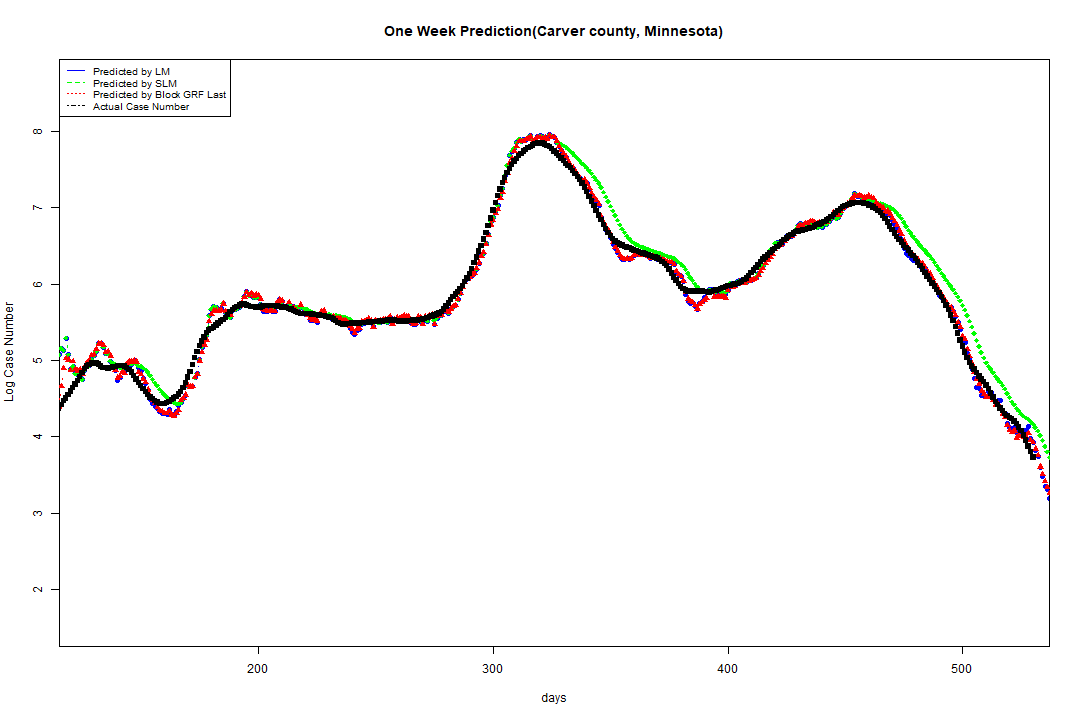 One Week Prediction(Carver county, Minnesota)
Predicted by LM
Predicted by SLM
Predicted by Block GRF Last
Actual Case Number
8
7
6
5
4
3
2
Log Case Number
200 300 400 500
days